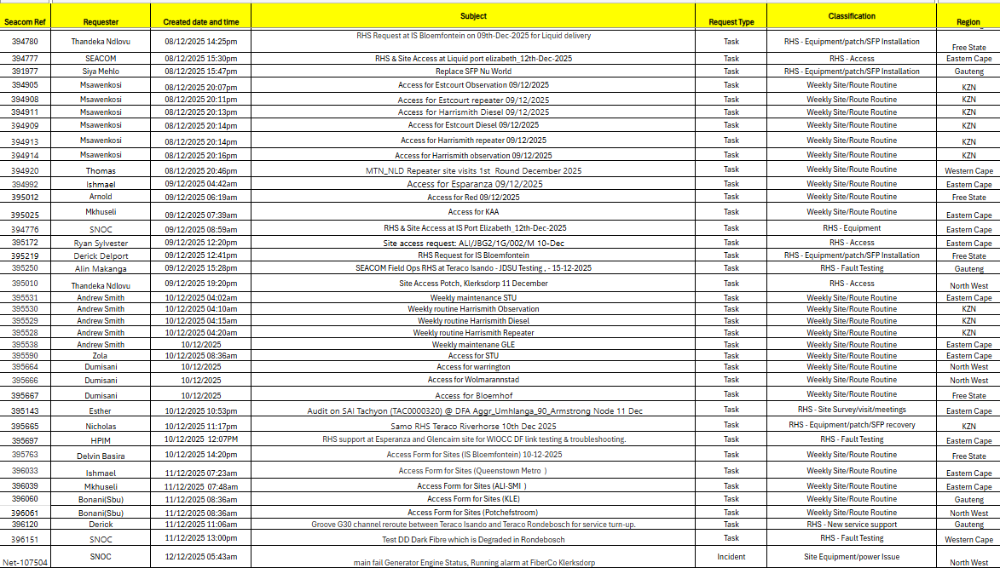 Seacom Ref Requester Created date and time Subject Request Type Classification Region
394780 Thandeka Ndlovu 08/12/2025 14:25pm RHS Request at IS Bloemfontein on 09th-Dec-2025 for Liquid delivery Task RHS - Equipment/patch/SFP Installation Free State
394777 SEACOM 08/12/2025 15:30pm RHS & Site Access at Liquid port elizabeth_12th-Dec-2025 Task RHS - Access Eastern Cape
391977 Siya Mehlo 08/12/2025 15:47pm Replace SFP Nu World Task RHS - Equipment/patch/SFP Installation Gauteng
394905 Msawenkosi 08/12/2025 20:07pm Access for Estcourt Observation 09/12/2025 Task Weekly Site/Route Routine KZN
394908 Msawenkosi 08/12/2025 20:11pm Access for Estcourt repeater 09/12/2025 Task Weekly Site/Route Routine KZN
394911 Msawenkosi 08/12/2025 20:13pm Access for Harrismith Diesel 09/12/2025 Task Weekly Site/Route Routine KZN
394909 Msawenkosi 08/12/2025 20:14pm Access for Estcourt Diesel 09/12/2025 Task Weekly Site/Route Routine KZN
394913 Msawenkosi 08/12/2025 20:14pm Access for Harrismith repeater 09/12/2025 Task Weekly Site/Route Routine KZN
394914 Msawenkosi 08/12/2025 20:16pm Access for Harrismith observation 09/12/2025 Task Weekly Site/Route Routine KZN
394920 Thomas 08/12/2025 20:46pm MTN_NLD Repeater site visits 1st Round December 2025 Task Weekly Site/Route Routine Western Cape
394992 Ishmael 09/12/2025 04:42am Access for Esparanza 09/12/2025 Task Weekly Site/Route Routine Eastern Cape
395012 Arnold 09/12/2025 06:19am Access for Red 09/12/2025 Task Weekly Site/Route Routine Free State
395025 Mkhuseli 09/12/2025 07:39am Access for KAA Task Weekly Site/Route Routine Eastern Cape
394776 SNOC 09/12/2025 08:59am RHS & Site Access at IS Port Elizabeth_12th-Dec-2025 Task RHS - Equipment Eastern Cape
395172 Ryan Sylvester 09/12/2025 12:20pm Site access request: ALI/JBG2/1G/002/M 10-Dec Task RHS - Access Eastern Cape
395219 Derick Delport 09/12/2025 12:41pm RHS Request for IS Bloemfontein Task RHS - Equipment/patch/SFP Installation Free State
395250 Alin Makanga 09/12/2025 15:28pm SEACOM Field Ops RHS at Teraco Isando - JDSU Testing , - 15-12-2025 Task RHS - Fault Testing Gauteng
395010 Thandeka Ndlovu 09/12/2025 19:20pm Site Access Potch, Klerksdorp 11 December Task RHS - Access North West
395531 Andrew Smith 10/12/2025 04:02am Weekly maintenance STU Task Weekly Site/Route Routine Eastern Cape
395530 Andrew Smith 10/12/2025 04:10am Weekly routine Harrismith Observation Task Weekly Site/Route Routine KZN
395529 Andrew Smith 10/12/2025 04:15am Weekly routine Harrismith Diesel Task Weekly Site/Route Routine KZN
395528 Andrew Smith 10/12/2025 04:20am Weekly routine Harrismith Repeater Task Weekly Site/Route Routine KZN
395538 Andrew Smith 10/12/2025 Weekly maintenane GLE Task Weekly Site/Route Routine Eastern Cape
395590 Zola 10/12/2025 08:36am Access for STU Task Weekly Site/Route Routine Eastern Cape
395664 Dumisani 10/12/2025 Access for warrington Task Weekly Site/Route Routine North West
395666 Dumisani 10/12/2025 Access for Wolmarannstad Task Weekly Site/Route Routine North West
395667 Dumisani 10/12/2025 Access for Bloemhof Task Weekly Site/Route Routine Free State
395143 Esther 10/12/2025 10:53pm Audit on SAI Tachyon (TAC0000320) @ DFA Aggr_Umhlanga_90_Armstrong Node 11 Dec Task RHS - Site Survey/visit/meetings Eastern Cape
395665 Nicholas 10/12/2025 11:17pm Samo RHS Teraco Riverhorse 10th Dec 2025 Task RHS - Equipment/patch/SFP recovery KZN
395697 HPIM 10/12/2025 12:07PM RHS support at Esperanza and Glencairn site for WIOCC DF link testing & troubleshooting. Task RHS - Fault Testing Eastern Cape
395763 Delvin Basira 10/12/2025 14:20pm Access Form for Sites (IS Bloemfontein) 10-12-2025 Task Weekly Site/Route Routine Free State
396033 Ishmael 11/12/2025 07:23am Access Form for Sites (Queenstown Metro ) Task Weekly Site/Route Routine Eastern Cape
396039 Mkhuseli 11/12/2025 07:48am Access Form for Sites (ALI-SMI ) Task Weekly Site/Route Routine Eastern Cape
396060 Bonani(Sbu) 11/12/2025 08:36am Access Form for Sites (KLE) Task Weekly Site/Route Routine Gauteng
396061 Bonani(Sbu) 11/12/2025 08:36am Access Form for Sites (Potchefstroom) Task Weekly Site/Route Routine North West
396120 Derick 11/12/2025 11:06am Groove G30 channel reroute between Teraco Isando and Teraco Rondebosch for service turn-up. Task RHS - New service support Gauteng
396151 SNOC 11/12/2025 13:00pm Test DD Dark Fibre which is Degraded in Rondebosch Task RHS - Fault Testing Western Cape
Net-107504 SNOC 12/12/2025 05:43am main fail Generator Engine Status, Running alarm at FiberCo Klerksdorp Incident Site Equipment/power Issue North West